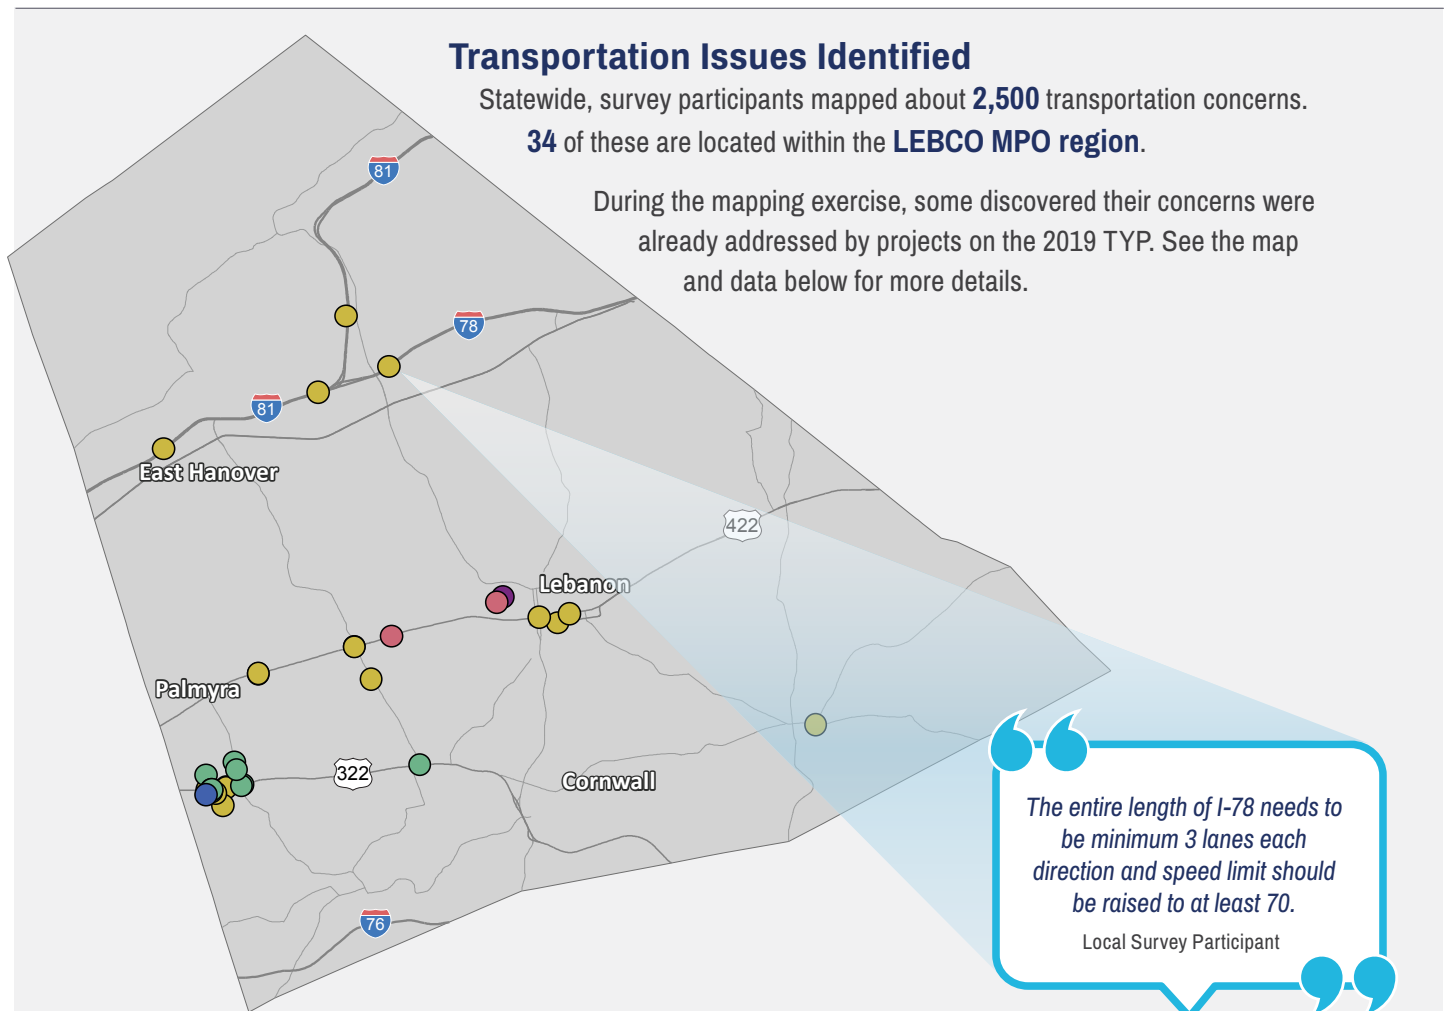 Transportation Issues Identified
Statewide, survey participants mapped about 2,500 transportation concerns.
34 of these are located within the LEBCO MPO region.
During the mapping exercise, some discovered their concerns were
already addressed by projects on the 2019 TYP. See the map
and data below for more details.
81
78
81
East Hanover
422
Lebanon
Palmyra
322
Cornwall
76
The entire length of I-78 needs to
be minimum 3 lanes each
direction and speed limit should
be raised to at least 70.
Local Survey Participant